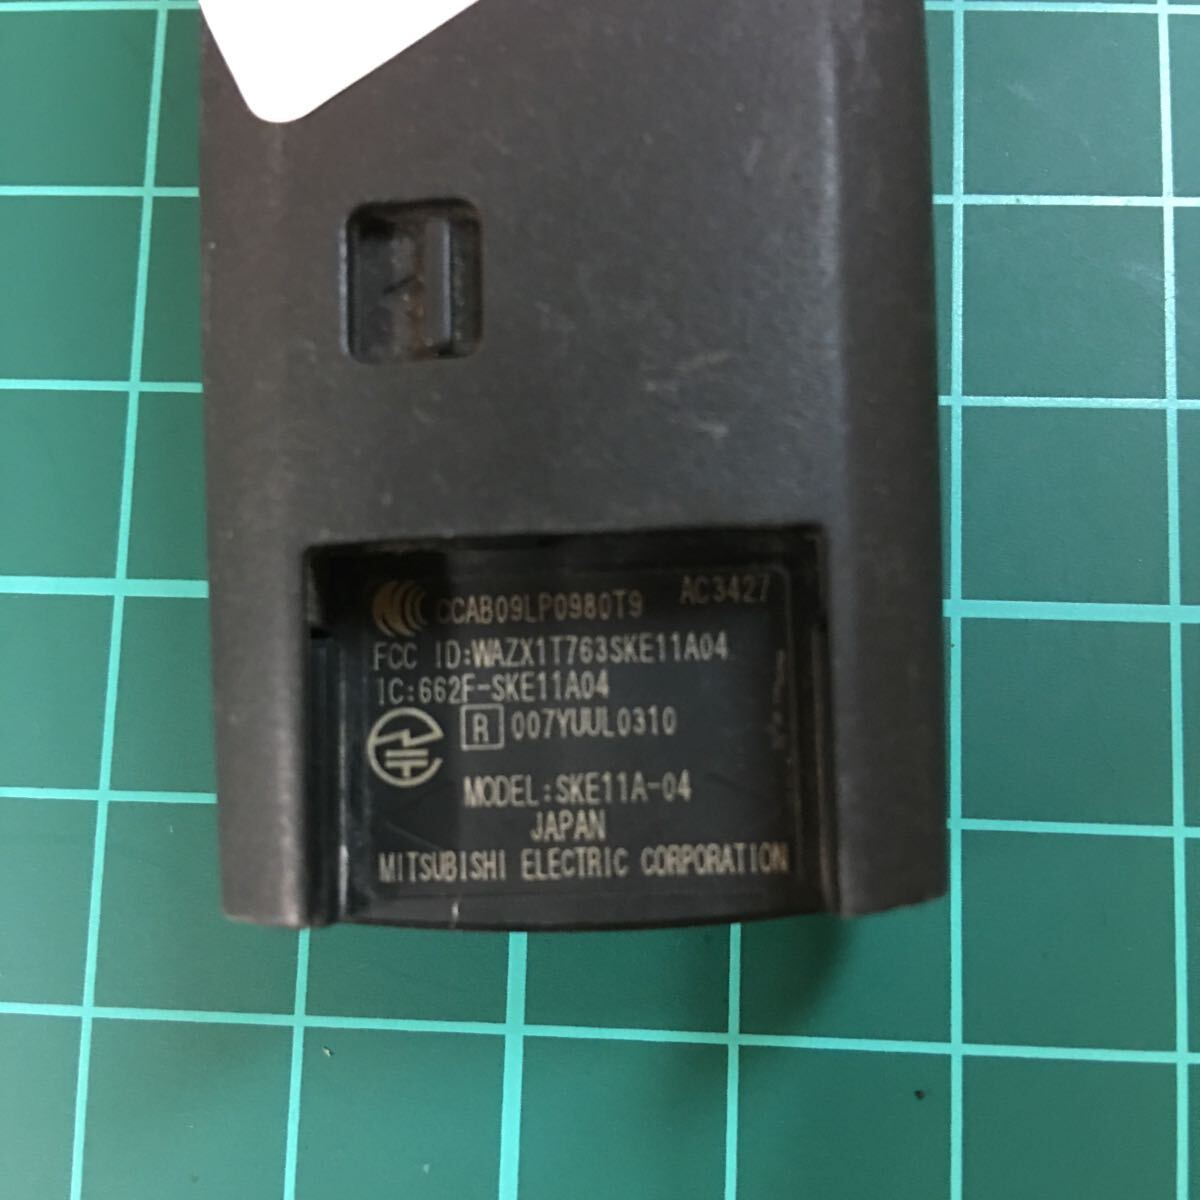 CCAB09LP0980T9 AC3427
FCC ID:WAZX1T763SKE11A04
IC:662F-SKE11A04
R 007YUUL0310
MODEL:SKE11A-04
JAPAN
MITSUBISHI ELECTRIC CORPORATION